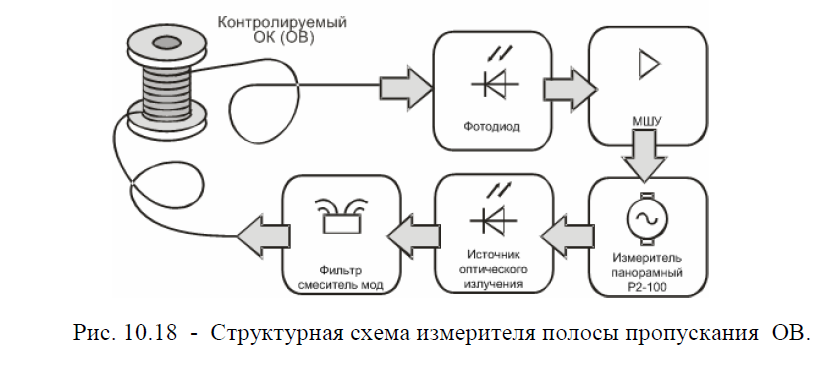 Контролируемый
ОК (ОВ)
Фотодиод
МШУ
Фильтр
смеситель мод
Источник
оптического
излучения
Измеритель
панорамный
Р2-100
Рис. 10.18 - Структурная схема измерителя полосы пропускания ОВ.